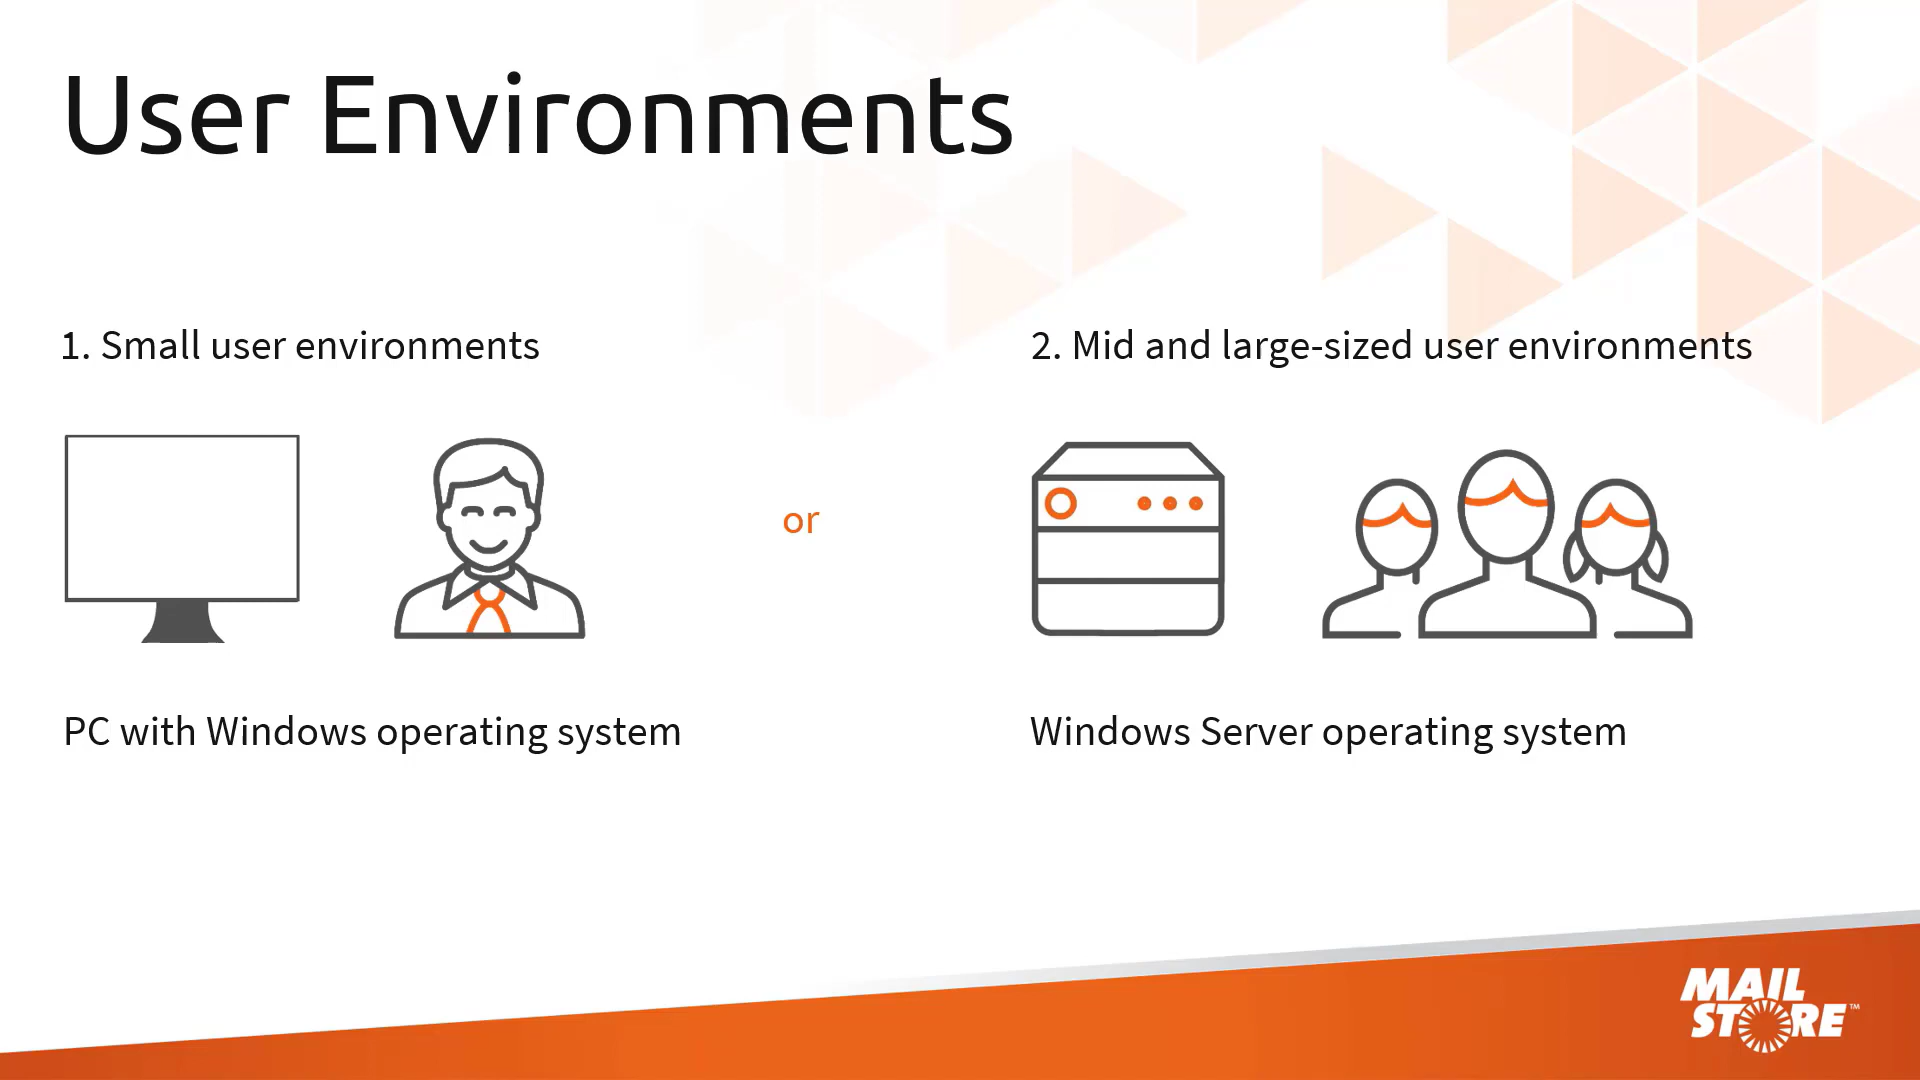 User Environments
1. Small user environments
2. Mid and large-sized user environments
or
PC with Windows operating system
Windows Server operating system
MAIL
STORE™